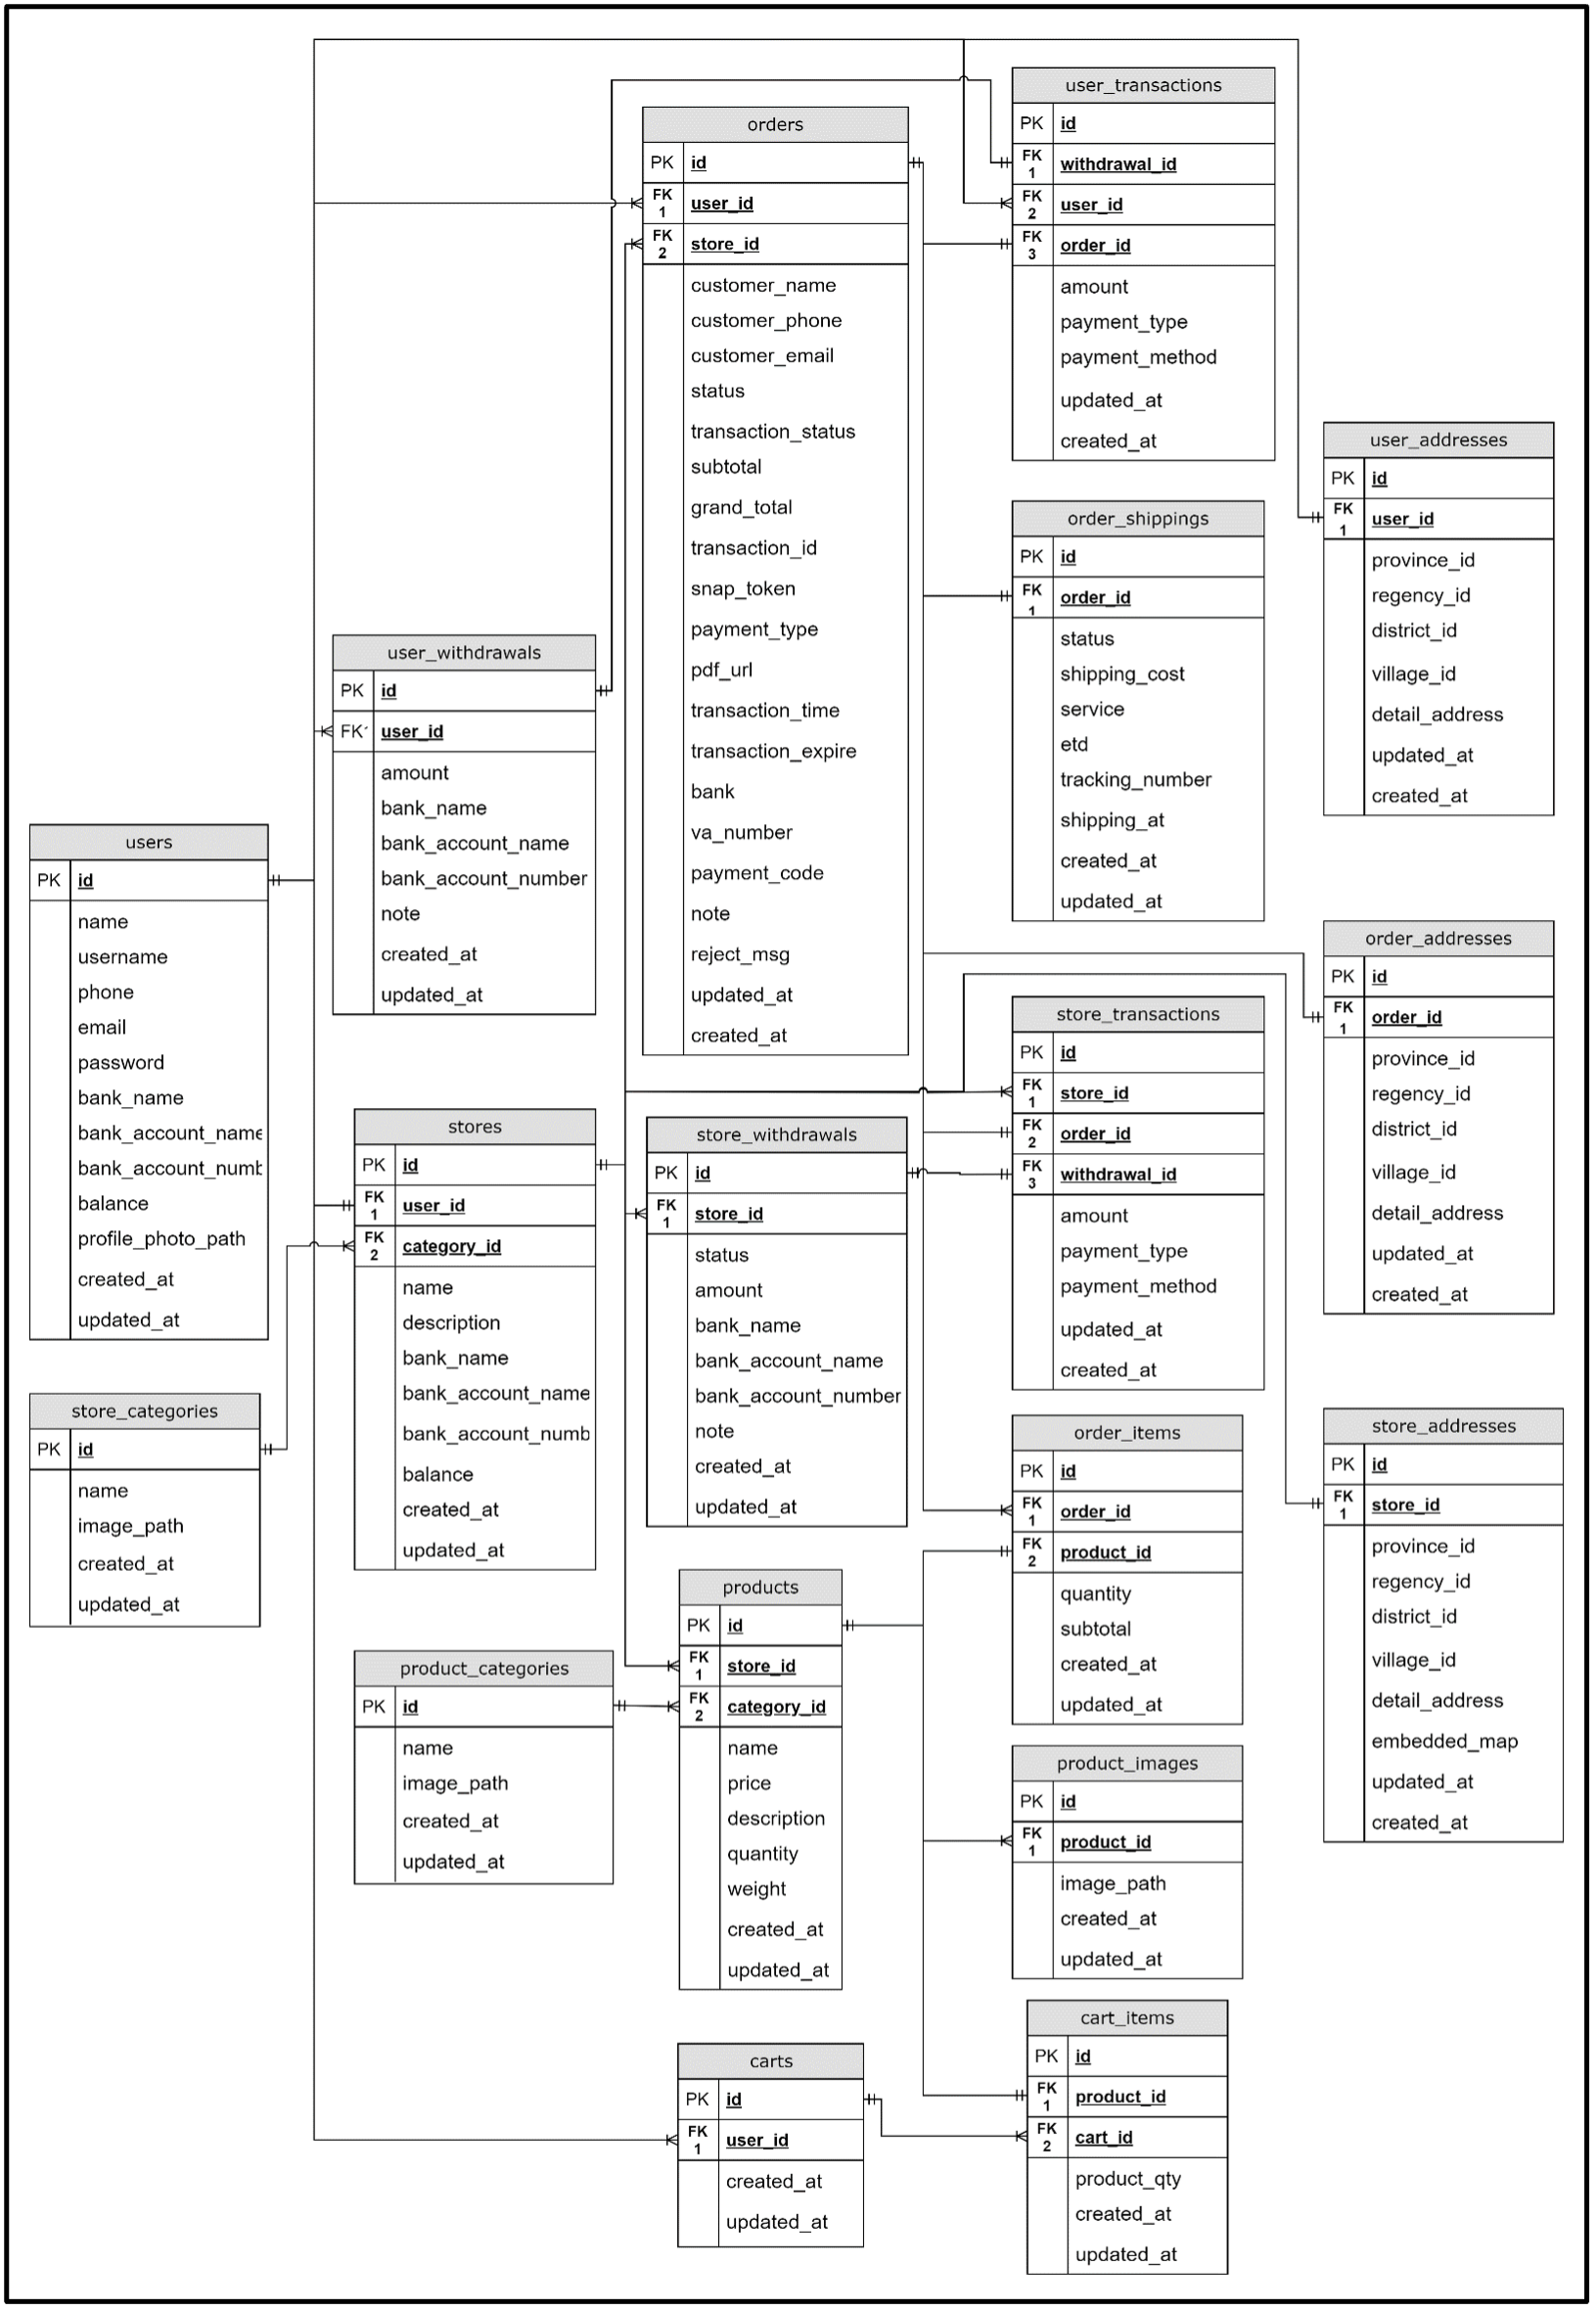 user_transactions
PK id
FK 1 withdrawal_id
FK 2 user_id
FK 3 order_id
amount
payment_type
payment_method
updated_at
created_at
orders
PK id
FK 1 user_id
FK 2 store_id
customer_name
customer_phone
customer_email
status
transaction_status
subtotal
grand_total
transaction_id
snap_token
payment_type
pdf_url
transaction_time
transaction_expire
bank
va_number
payment_code
note
reject_msg
updated_at
created_at
user_addresses
PK id
FK 1 user_id
province_id
regency_id
district_id
village_id
detail_address
updated_at
created_at
order_shippings
PK id
FK 1 order_id
status
shipping_cost
service
etd
tracking_number
shipping_at
created_at
updated_at
user_withdrawals
PK id
FK user_id
amount
bank_name
bank_account_name
bank_account_number
note
created_at
updated_at
users
PK id
name
username
phone
email
password
bank_name
bank_account_name
bank_account_numb
balance
profile_photo_path
created_at
updated_at
order_addresses
PK id
FK 1 order_id
province_id
regency_id
district_id
village_id
detail_address
updated_at
created_at
store_transactions
PK id
FK 1 store_id
FK 2 order_id
FK 3 withdrawal_id
amount
payment_type
payment_method
updated_at
created_at
stores
PK id
FK 1 user_id
FK 2 category_id
name
description
bank_name
bank_account_name
bank_account_numb
balance
created_at
updated_at
store_withdrawals
PK id
FK 1 store_id
status
amount
bank_name
bank_account_name
bank_account_number
note
created_at
updated_at
store_categories
PK id
name
image_path
created_at
updated_at
order_items
PK id
FK 1 order_id
FK 2 product_id
quantity
subtotal
created_at
updated_at
store_addresses
PK id
FK 1 store_id
province_id
regency_id
district_id
village_id
detail_address
embedded_map
updated_at
created_at
products
PK id
FK 1 store_id
FK 2 category_id
name
price
description
quantity
weight
created_at
updated_at
product_categories
PK id
name
image_path
created_at
updated_at
product_images
PK id
FK 1 product_id
image_path
created_at
updated_at
cart_items
PK id
FK 1 product_id
FK 2 cart_id
product_qty
created_at
updated_at
carts
PK id
FK 1 user_id
created_at
updated_at